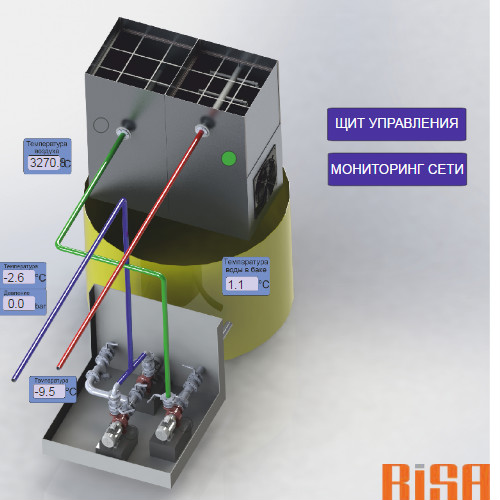 ЩИТ УПРАВЛЕНИЯ
МОНИТОРИНГ СЕТИ
Температура
воздуха
3270.8°C
Температура
-2.6 °C
Давление
0.0 bar
Температура
воды в баке
1.1 °C
Температура
-9.5 °C
RiSA